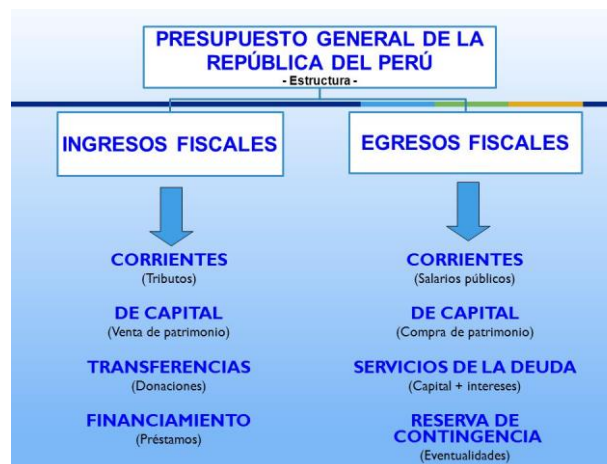 PRESUPUESTO GENERAL DE LA
REPÚBLICA DEL PERÚ
- Estructura -
INGRESOS FISCALES
CORRIENTES
(Tributos)
DE CAPITAL
(Venta de patrimonio)
TRANSFERENCIAS
(Donaciones)
FINANCIAMIENTO
(Préstamos)
EGRESOS FISCALES
CORRIENTES
(Salarios públicos)
DE CAPITAL
(Compra de patrimonio)
SERVICIOS DE LA DEUDA
(Capital + intereses)
RESERVA DE
CONTINGENCIA
(Eventualidades)